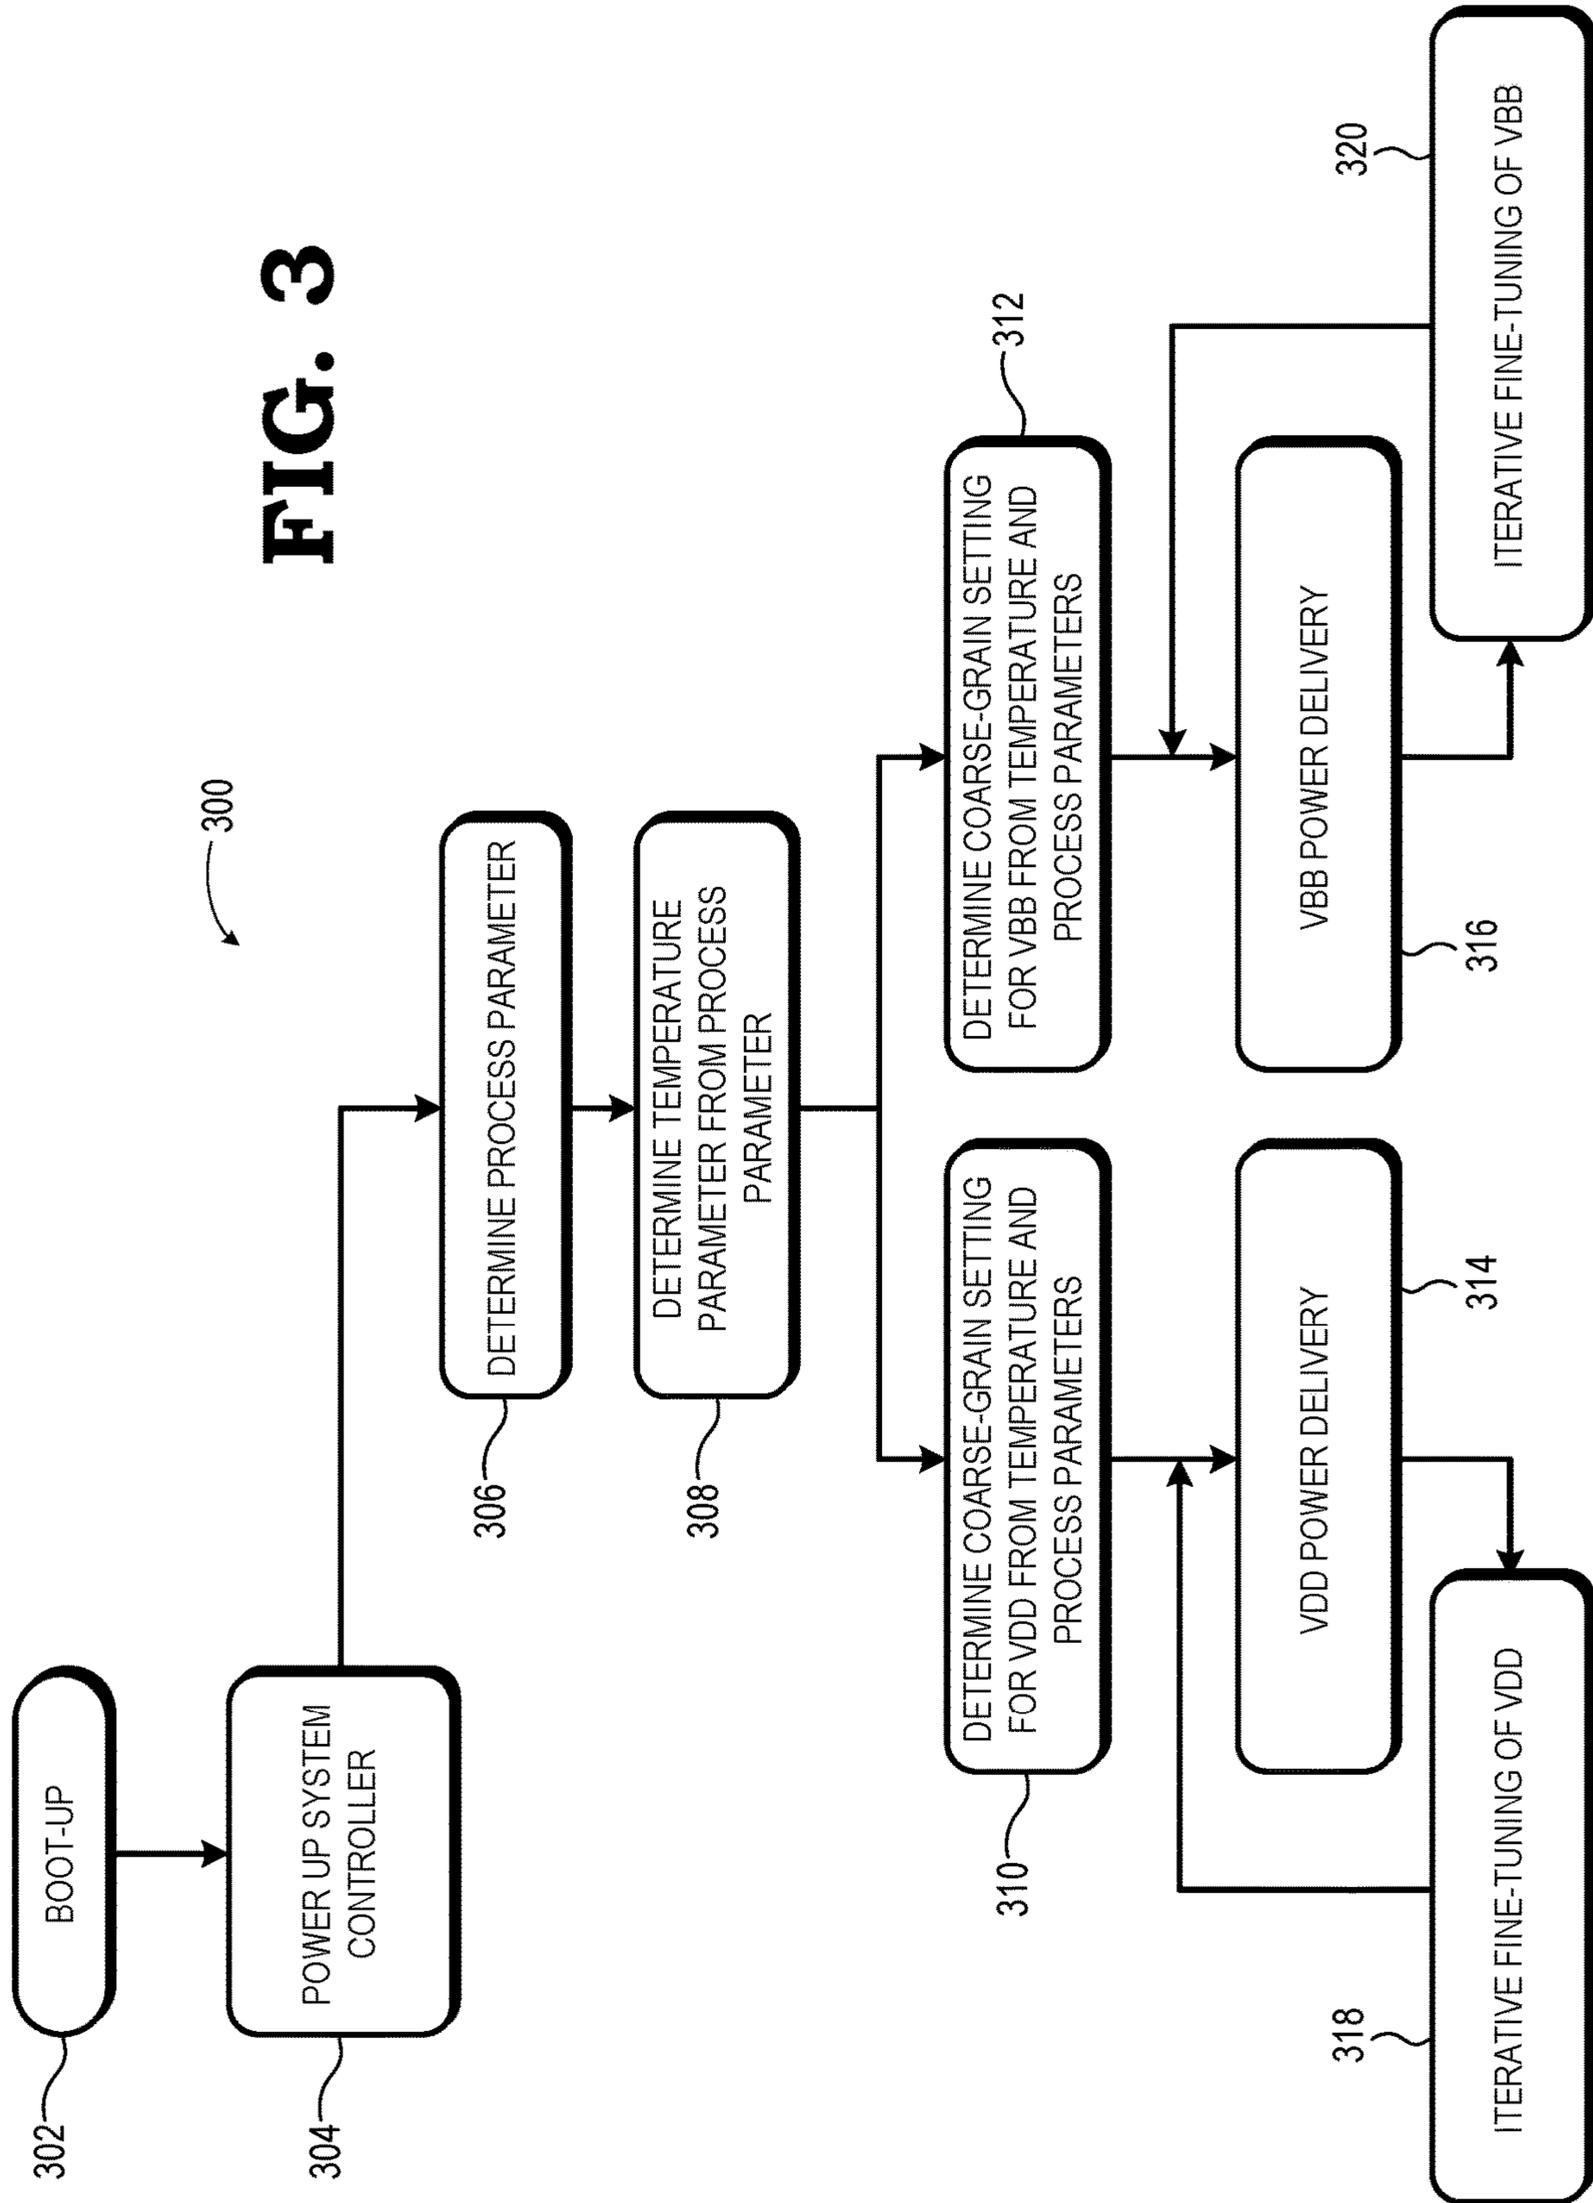 FIG. 3
300
302
BOOT-UP
304
POWER UP SYSTEM
CONTROLLER
306
DETERMINE PROCESS PARAMETER
308
DETERMINE TEMPERATURE
PARAMETER FROM PROCESS
PARAMETER
310
DETERMINE COARSE-GRAIN SETTING
FOR VDD FROM TEMPERATURE AND
PROCESS PARAMETERS
312
DETERMINE COARSE-GRAIN SETTING
FOR VBB FROM TEMPERATURE AND
PROCESS PARAMETERS
VDD POWER DELIVERY
314
VBB POWER DELIVERY
316
318
ITERATIVE FINE-TUNING OF VDD
320
ITERATIVE FINE-TUNING OF VBB